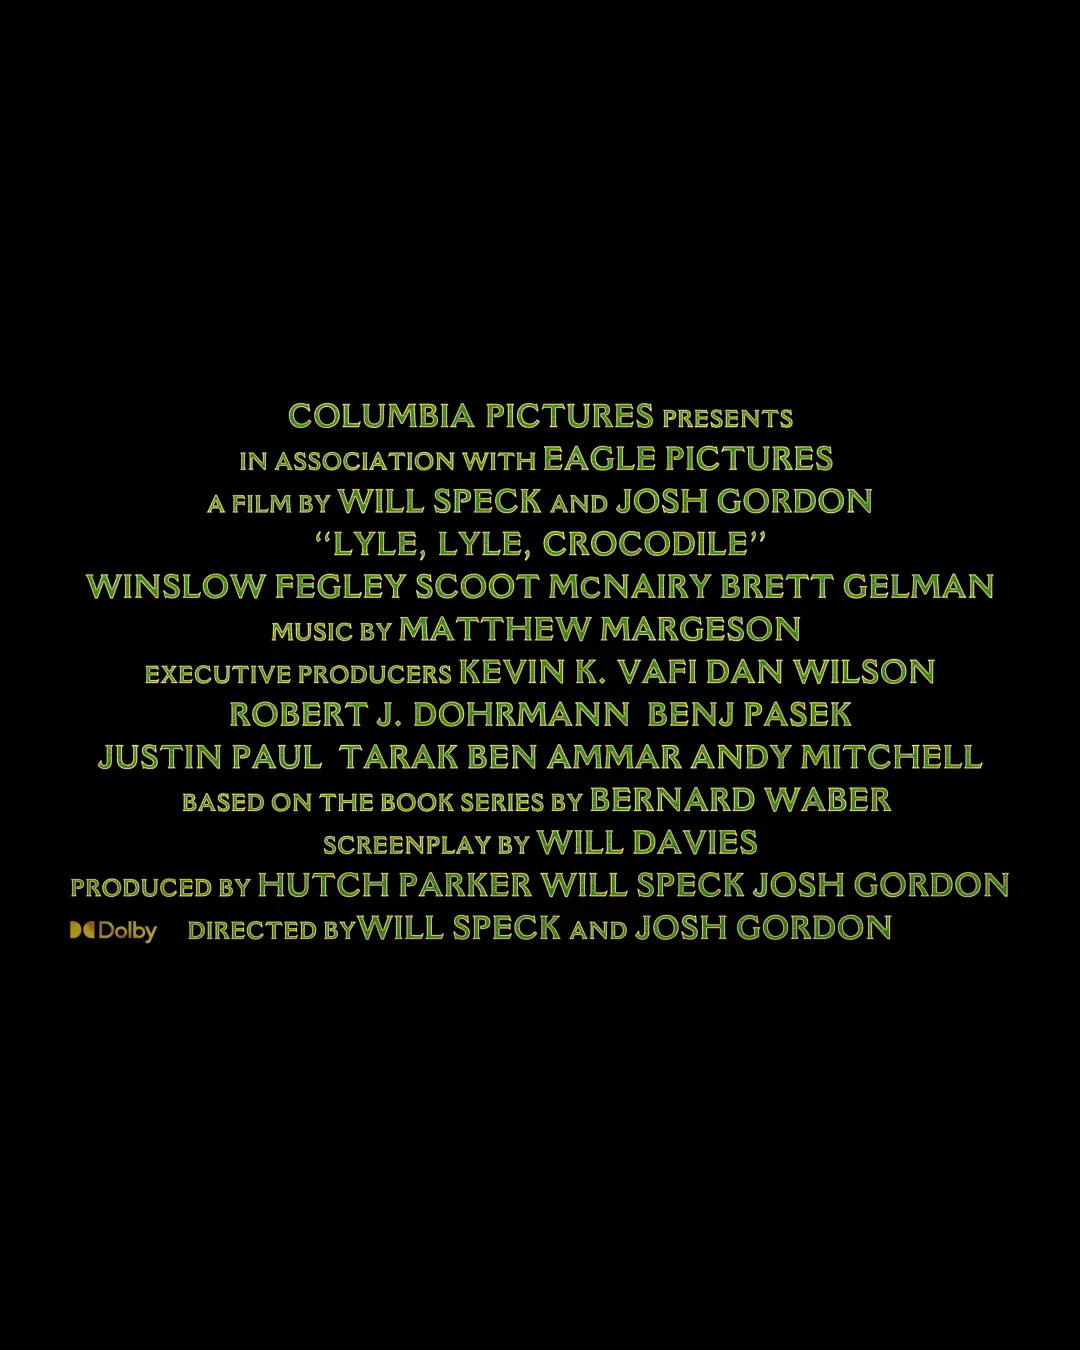 COLUMBIA PICTURES PRESENTS
IN ASSOCIATION WITH EAGLE PICTURES
A FILM BY WILL SPECK AND JOSH GORDON
“LYLE, LYLE, CROCODILE”
WINSLOW FEGLEY SCOOT McNAIRY BRETT GELMAN
MUSIC BY MATTHEW MARGESON
EXECUTIVE PRODUCERS KEVIN K. VAFI DAN WILSON
ROBERT J. DOHRMANN BENJ PASEK
JUSTIN PAUL TARAK BEN AMMAR ANDY MITCHELL
BASED ON THE BOOK SERIES BY BERNARD WABER
SCREENPLAY BY WILL DAVIES
PRODUCED BY HUTCH PARKER WILL SPECK JOSH GORDON
Dolby DIRECTED BY WILL SPECK AND JOSH GORDON